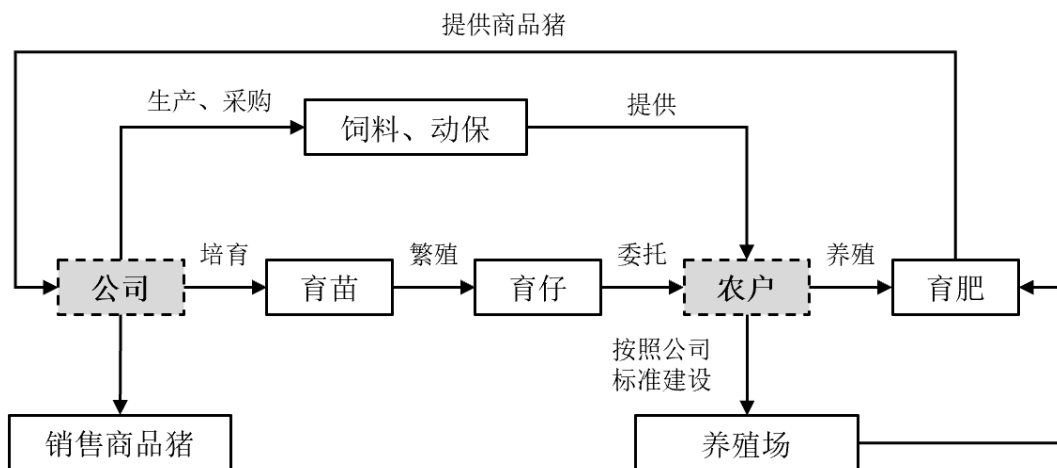 提供商品猪
生产、采购
饲料、动保
提供
公司
培育
育苗
繁殖
育仔
委托
农户
养殖
育肥
按照公司
标准建设
销售商品猪
养殖场